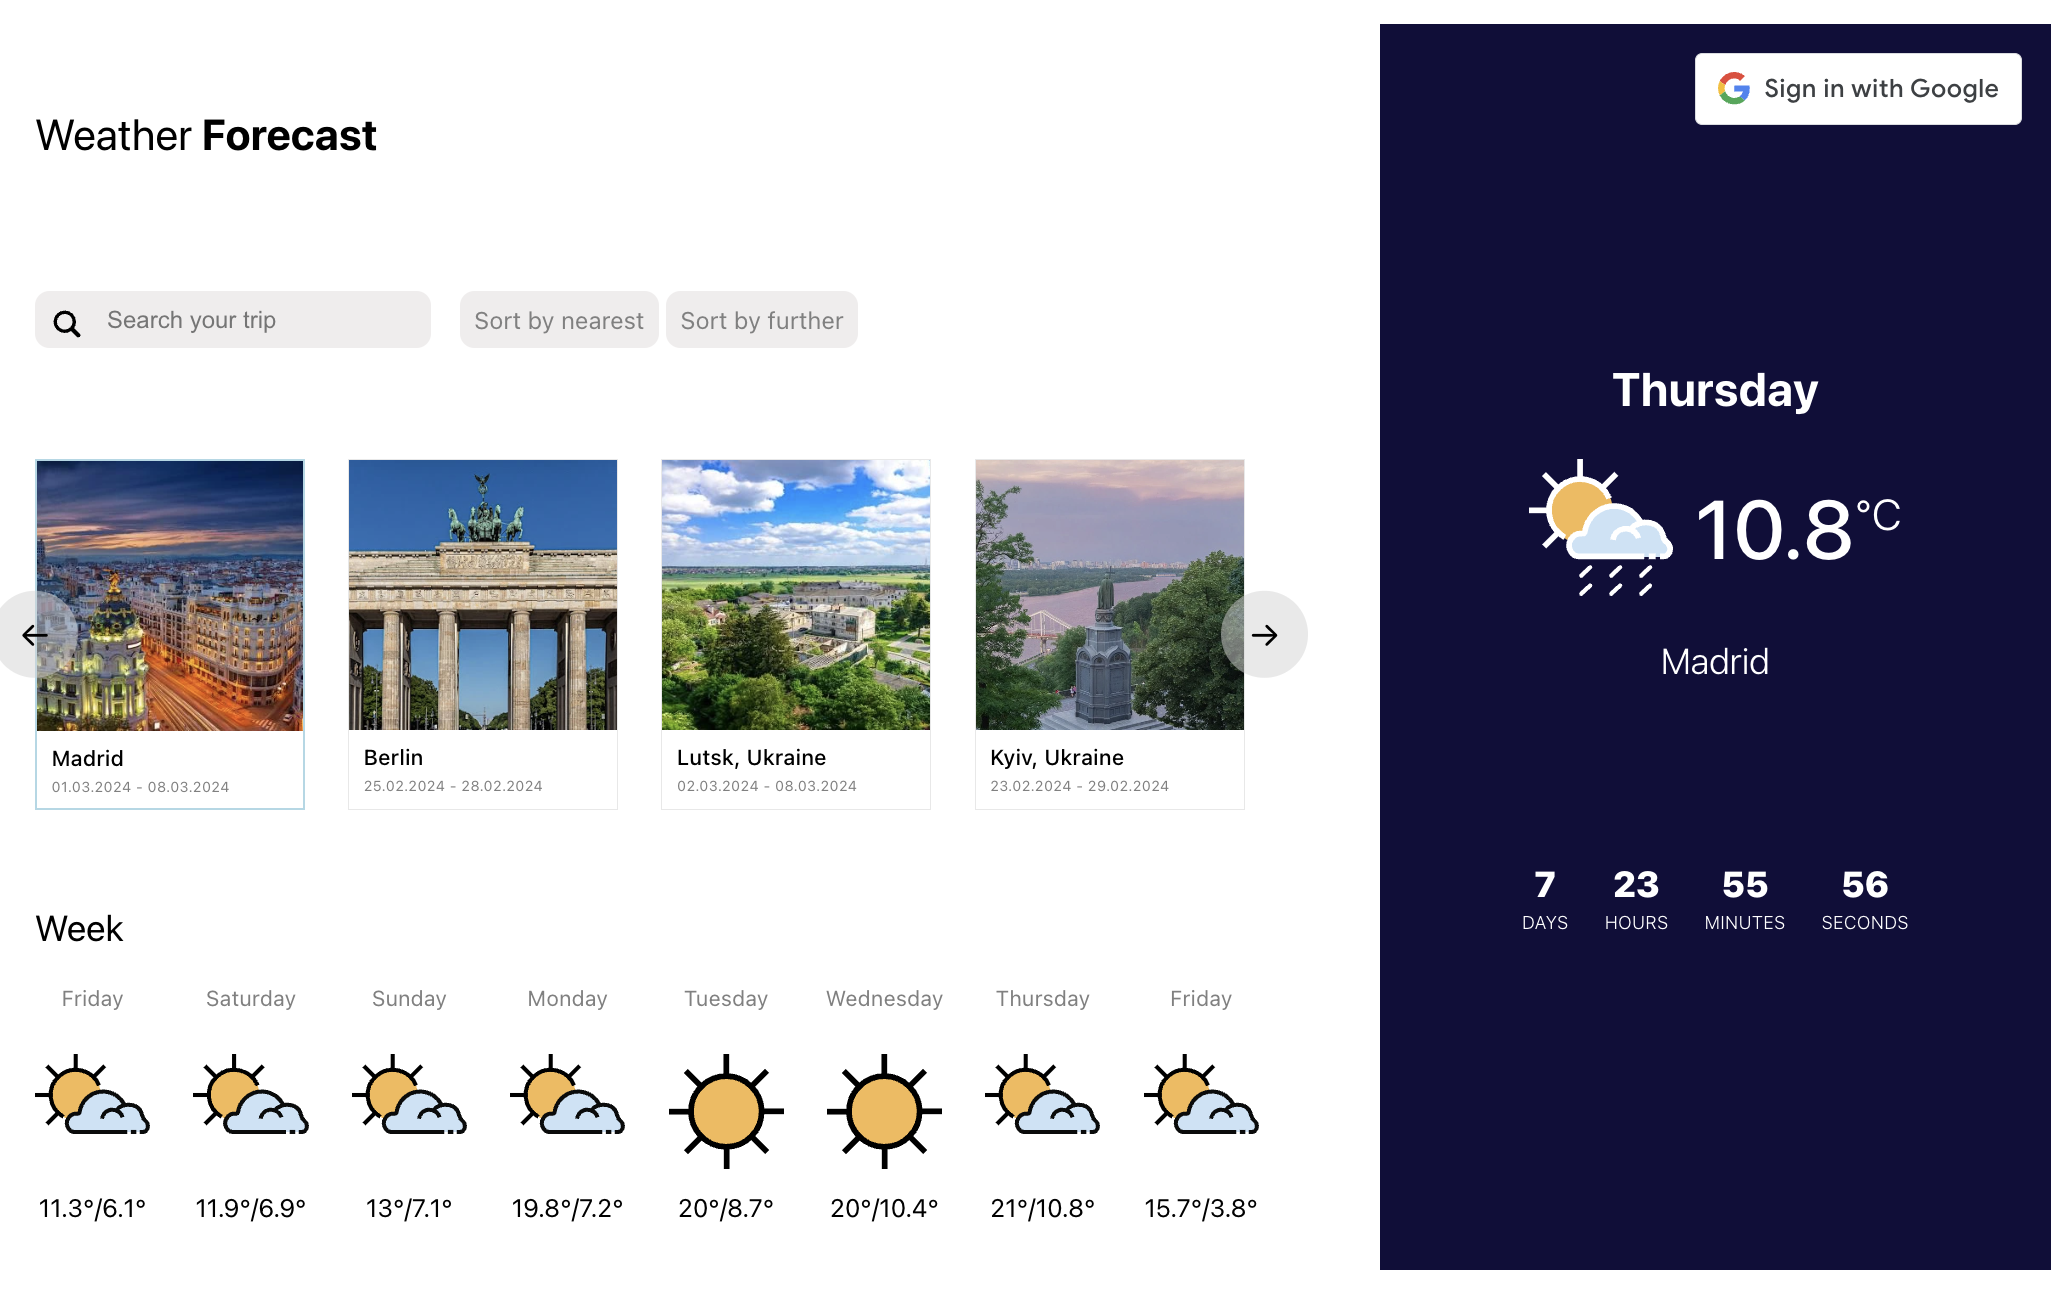 Weather Forecast
Search your trip
Sort by nearest
Sort by further
Madrid
01.03.2024 - 08.03.2024
Berlin
25.02.2024 - 28.02.2024
Lutsk, Ukraine
02.03.2024 - 08.03.2024
Kyiv, Ukraine
23.02.2024 - 29.02.2024
Week
Friday
11.3°/6.1°
Saturday
11.9°/6.9°
Sunday
13°/7.1°
Monday
19.8°/7.2°
Tuesday
20°/8.7°
Wednesday
20°/10.4°
Thursday
21°/10.8°
Friday
15.7°/3.8°
Sign in with Google
Thursday
10.8°C
Madrid
7
DAYS
23
HOURS
55
MINUTES
56
SECONDS